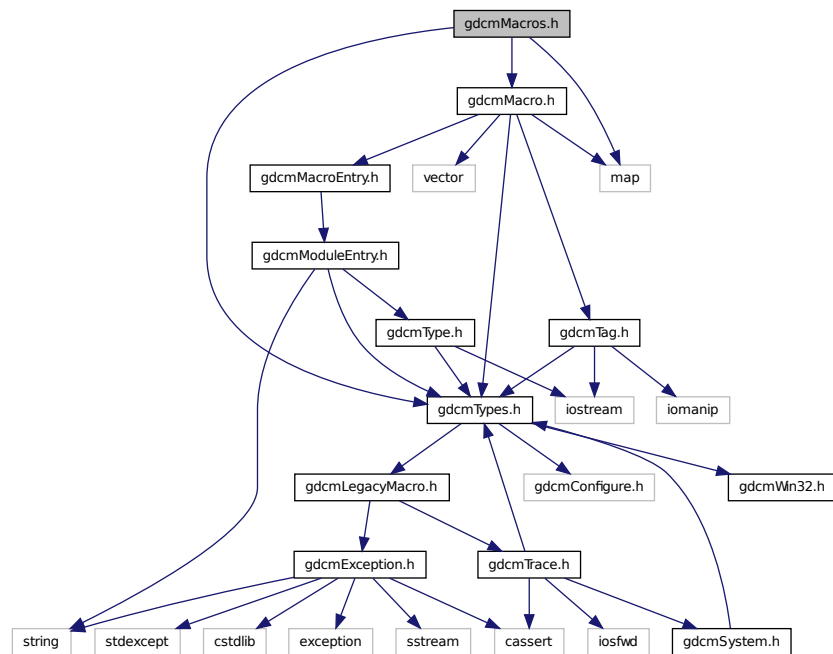 gdcmMacros.h
gdcmMacro.h
gdcmMacroEntry.h
vector
map
gdcmModuleEntry.h
gdcmType.h
gdcmTag.h
gdcmTypes.h
iostream
iomanip
gdcmLegacyMacro.h
gdcmConfigure.h
gdcmWin32.h
gdcmException.h
gdcmTrace.h
string
stdexcept
cstdlib
exception
sstream
cassert
iosfwd
gdcmSystem.h